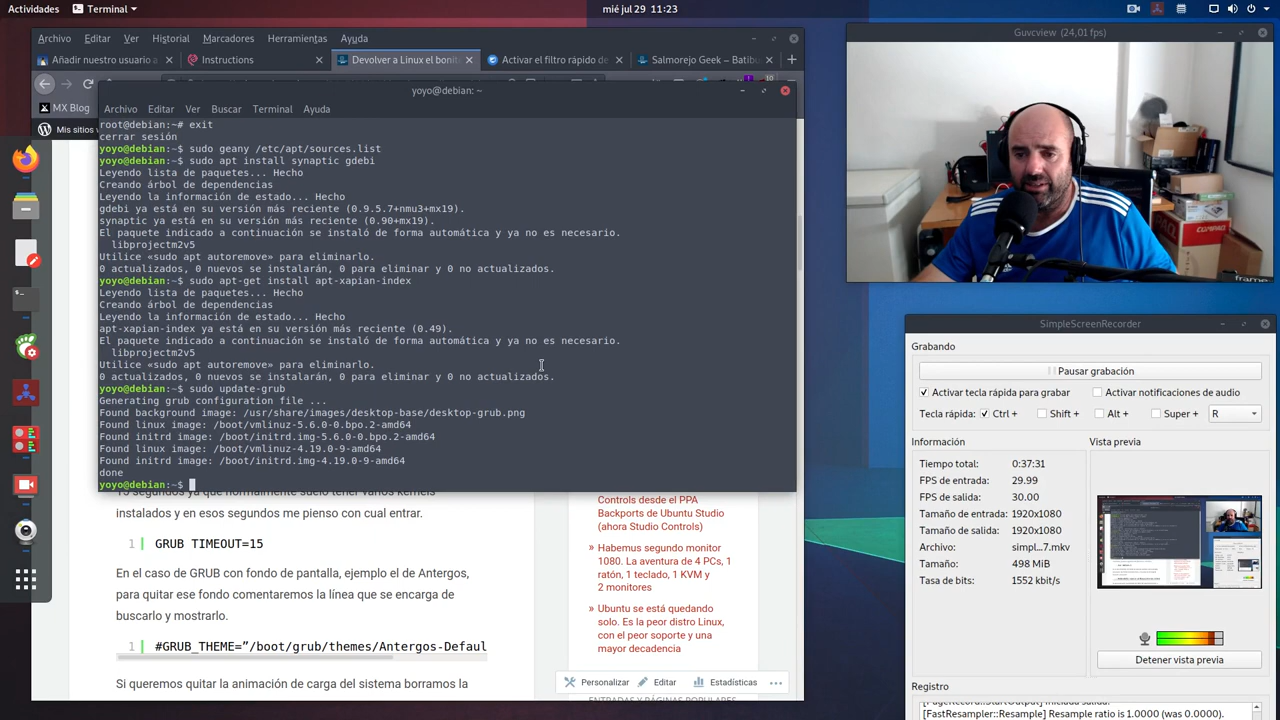 Actividades
Terminal
mié jul 29 11:23
Archivo Editar Ver Historial Marcadores Herramientas Ayuda
Añadir nuestro usuario a
Instructions
Devolver a Linux el bonit
Activar el filtro rápido de
Salmorejo Geek – Batibu
MX Blog
Mis sitios
10
yoyo@debian: ~
Archivo Editar Ver Buscar Terminal Ayuda
root@debian:~# exit
cerrar sesión
yoyo@debian:~$ sudo geany /etc/apt/sources.list
yoyo@debian:~$ sudo apt install synaptic gdebi
Leyendo lista de paquetes... Hecho
Creando árbol de dependencias
Leyendo la información de estado... Hecho
gdebi ya está en su versión más reciente (0.9.5.7+nmu3+mx19).
synaptic ya está en su versión más reciente (0.90+mx19).
El paquete indicado a continuación se instaló de forma automática y ya no es necesario.
libprojectm2v5
Utilice «sudo apt autoremove» para eliminarlo.
0 actualizados, 0 nuevos se instalarán, 0 para eliminar y 0 no actualizados.
yoyo@debian:~$ sudo apt-get install apt-xapian-index
Leyendo lista de paquetes... Hecho
Creando árbol de dependencias
Leyendo la información de estado... Hecho
apt-xapian-index ya está en su versión más reciente (0.49).
El paquete indicado a continuación se instaló de forma automática y ya no es necesario.
libprojectm2v5
Utilice «sudo apt autoremove» para eliminarlo.
0 actualizados, 0 nuevos se instalarán, 0 para eliminar y 0 no actualizados.
yoyo@debian:~$ sudo update-grub
Generating grub configuration file ...
Found background image: /usr/share/images/desktop-base/desktop-grub.png
Found linux image: /boot/vmlinuz-5.6.0-0.bpo.2-amd64
Found initrd image: /boot/initrd.img-5.6.0-0.bpo.2-amd64
Found linux image: /boot/vmlinuz-4.19.0-9-amd64
Found initrd image: /boot/initrd.img-4.19.0-9-amd64
done
yoyo@debian:~$
15 segundos ya que normalmente suelo tener varios kernels
instalados y en esos segundos me pienso con cual entrar.
1 GRUB_TIMEOUT=15
En el caso de GRUB con fondo de pantalla, ejemplo el de Antergos,
para quitar ese fondo comentaremos la línea que se encarga de
buscarlo y mostrarlo.
1 #GRUB_THEME="/boot/grub/themes/Antergos-Defaul
Si queremos quitar la animación de carga del sistema borramos la
Controls desde el PPA
Backports de Ubuntu Studio
(ahora Studio Controls)
» Habemus segundo monitor
1080. La aventura de 4 PCs, 1
ratón, 1 teclado, 1 KVM y
2 monitores
» Ubuntu se está quedando
solo. Es la peor distro Linux,
con el peor soporte y una
mayor decadencia
Personalizar Editar Estadísticas
ENTRADAS Y PÁGINAS POPULARES
Guvcview (24,01 fps)
frame
SimpleScreenRecorder
Grabando
Pausar grabación
Activar tecla rápida para grabar
Activar notificaciones de audio
Tecla rápida: Ctrl + Shift + Alt + Super + R
Información
Tiempo total: 0:37:31
FPS de entrada: 29.99
FPS de salida: 30.00
Tamaño de entrada: 1920x1080
Tamaño de salida: 1920x1080
Archivo: simpl...7.mkv
Tamaño: 498 MiB
Tasa de bits: 1552 kbit/s
Vista previa
Detener vista previa
Registro
[PageRecord::StartOutput] Iniciada salida.
[FastResampler::Resample] Resample ratio is 1.0000 (was 0.0000).